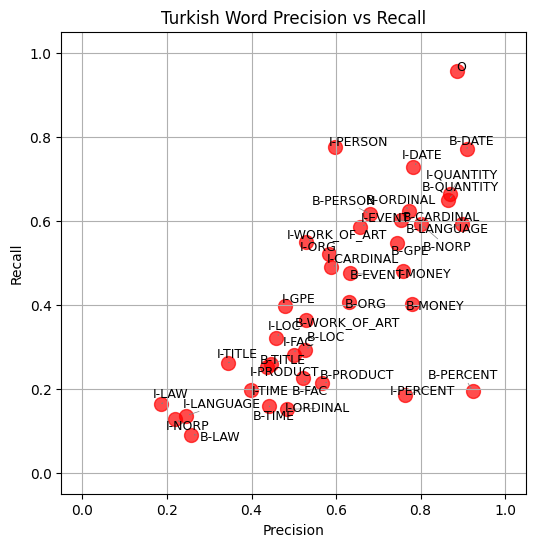 Turkish Word Precision vs Recall
1.0
O
I-PERSON
B-DATE
0.8
I-DATE
I-QUANTITY
B-QUANTITY
B-PERSON
B-ORDINAL
I-EVENT
B-CARDINAL
0.6
B-LANGUAGE
I-WORK_OF_ART
I-ORG
B-NORP
B-GPE
I-CARDINAL
B-EVENT
I-MONEY
I-GPE
B-ORG
B-MONEY
0.4
I-LOC
B-WORK_OF_ART
I-FAC
B-LOC
I-TITLE
B-TITLE
I-PRODUCT
B-PRODUCT
B-PERCENT
0.2
I-LAW
I-TIME
B-FAC
I-PERCENT
I-LANGUAGE
I-ORDINAL
B-TIME
I-NORP
B-LAW
0.0
Recall
0.0 0.2 0.4 0.6 0.8 1.0
Precision